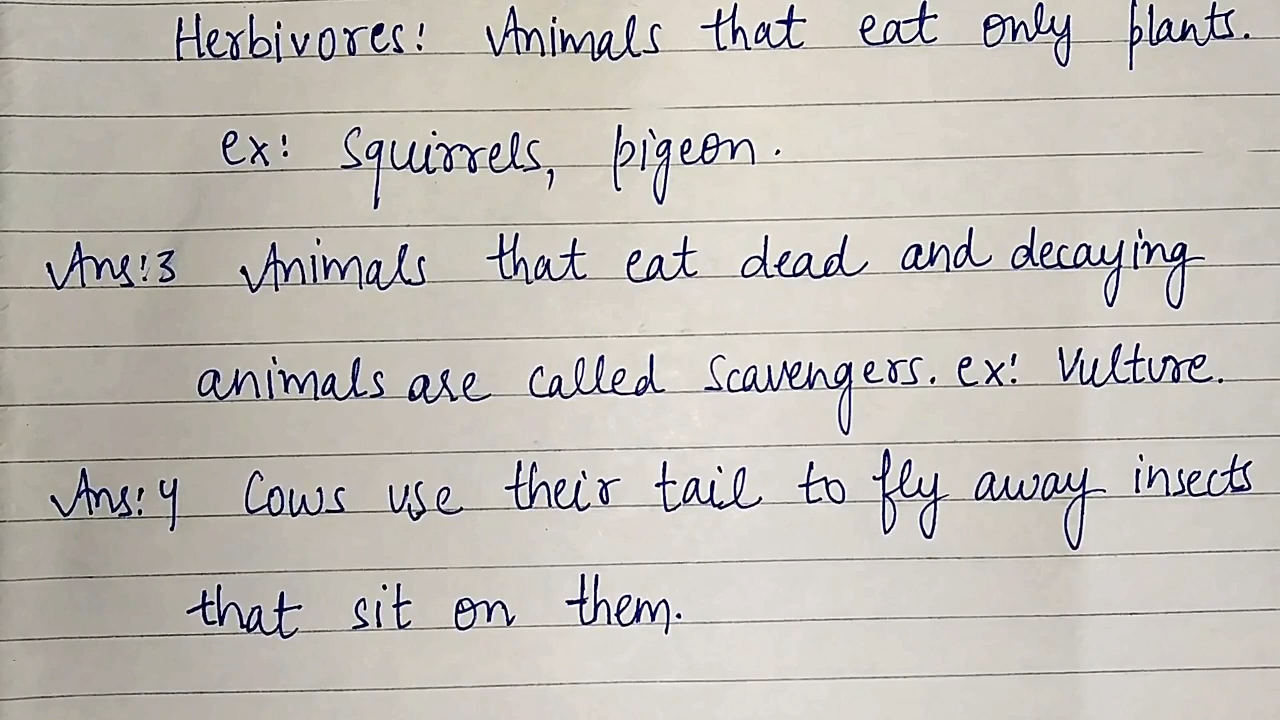 Herbivores: Animals that eat only plants.
ex: Squirrels, pigeon.
Ans:3 Animals that eat dead and decaying
animals are called Scavengers. ex: Vulture.
Ans:4 Cows use their tail to fly away insects
that sit on them.